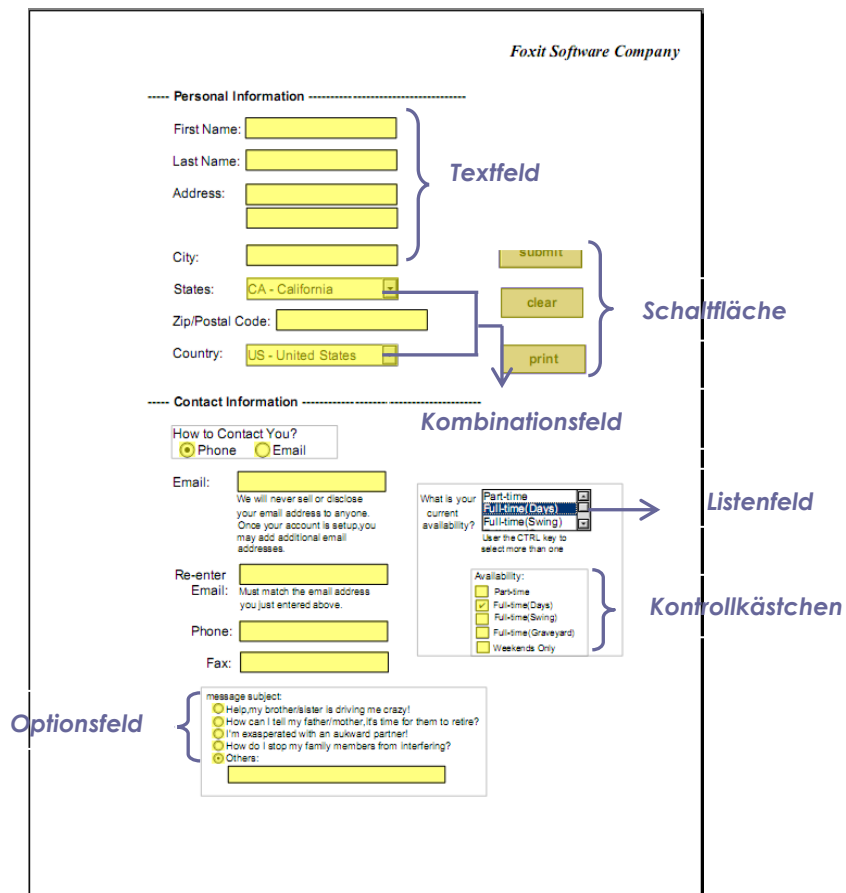 Foxit Software Company
----- Personal Information -------------------------------------
First Name:
Last Name:
Textfeld
Address:
City:
submit
States: CA - California
clear
Schaltfläche
Zip/Postal Code:
Country: US - United States
print
----- Contact Information -----------------------------------------
Kombinationsfeld
How to Contact You?
Phone Email
Email:
We will never sell or disclose
your email address to anyone.
Once your account is setup,you
may add additional email
addresses.
What is your
current
availability?
Part-time
Full-time(Days)
Full-time(Swing)
Listenfeld
User the CTRL key to
select more than one
Re-enter
Email:
Must match the email address
you just entered above.
Availability:
Part-time
Full-time(Days)
Full-time(Swing)
Full-time(Graveyard)
Weekends Only
Kontrollkästchen
Phone:
Fax:
message subject:
Help,my brother/sister is driving me crazy!
How can I tell my father/mother,it's time for them to retire?
I'm exasperated with an aukward partner!
How do I stop my family members from interfering?
Others:
Optionsfeld